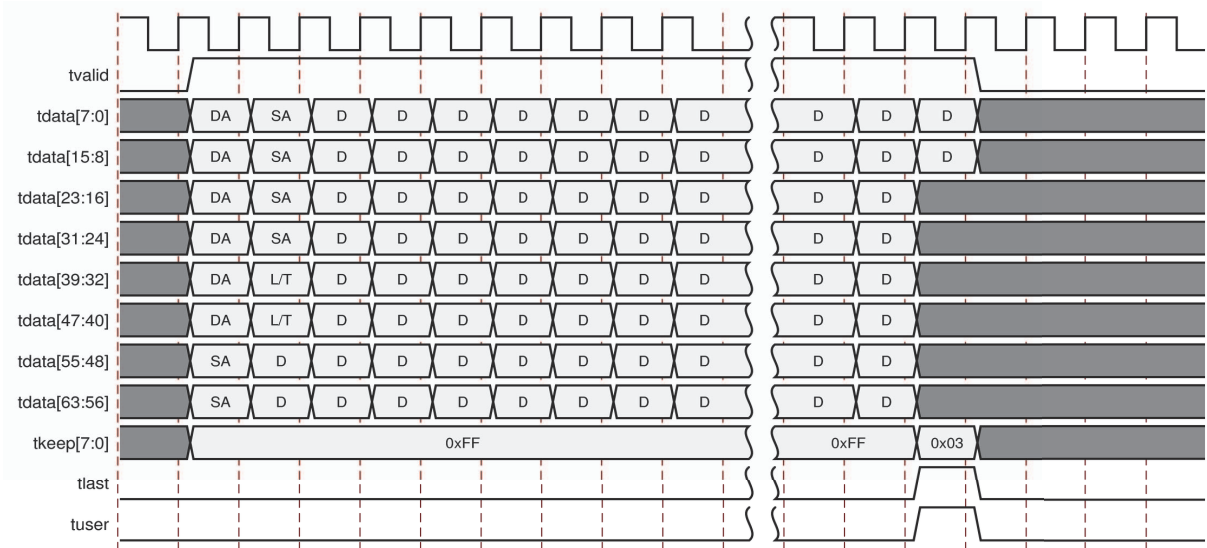 tvalid
tdata[7:0] DA SA D D D D D D D D D D
tdata[15:8] DA SA D D D D D D D D D D
tdata[23:16] DA SA D D D D D D D D D
tdata[31:24] DA SA D D D D D D D D D
tdata[39:32] DA L/T D D D D D D D D D
tdata[47:40] DA L/T D D D D D D D D D
tdata[55:48] SA D D D D D D D D D D
tdata[63:56] SA D D D D D D D D D D
tkeep[7:0] 0xFF 0xFF 0x03
tlast
tuser